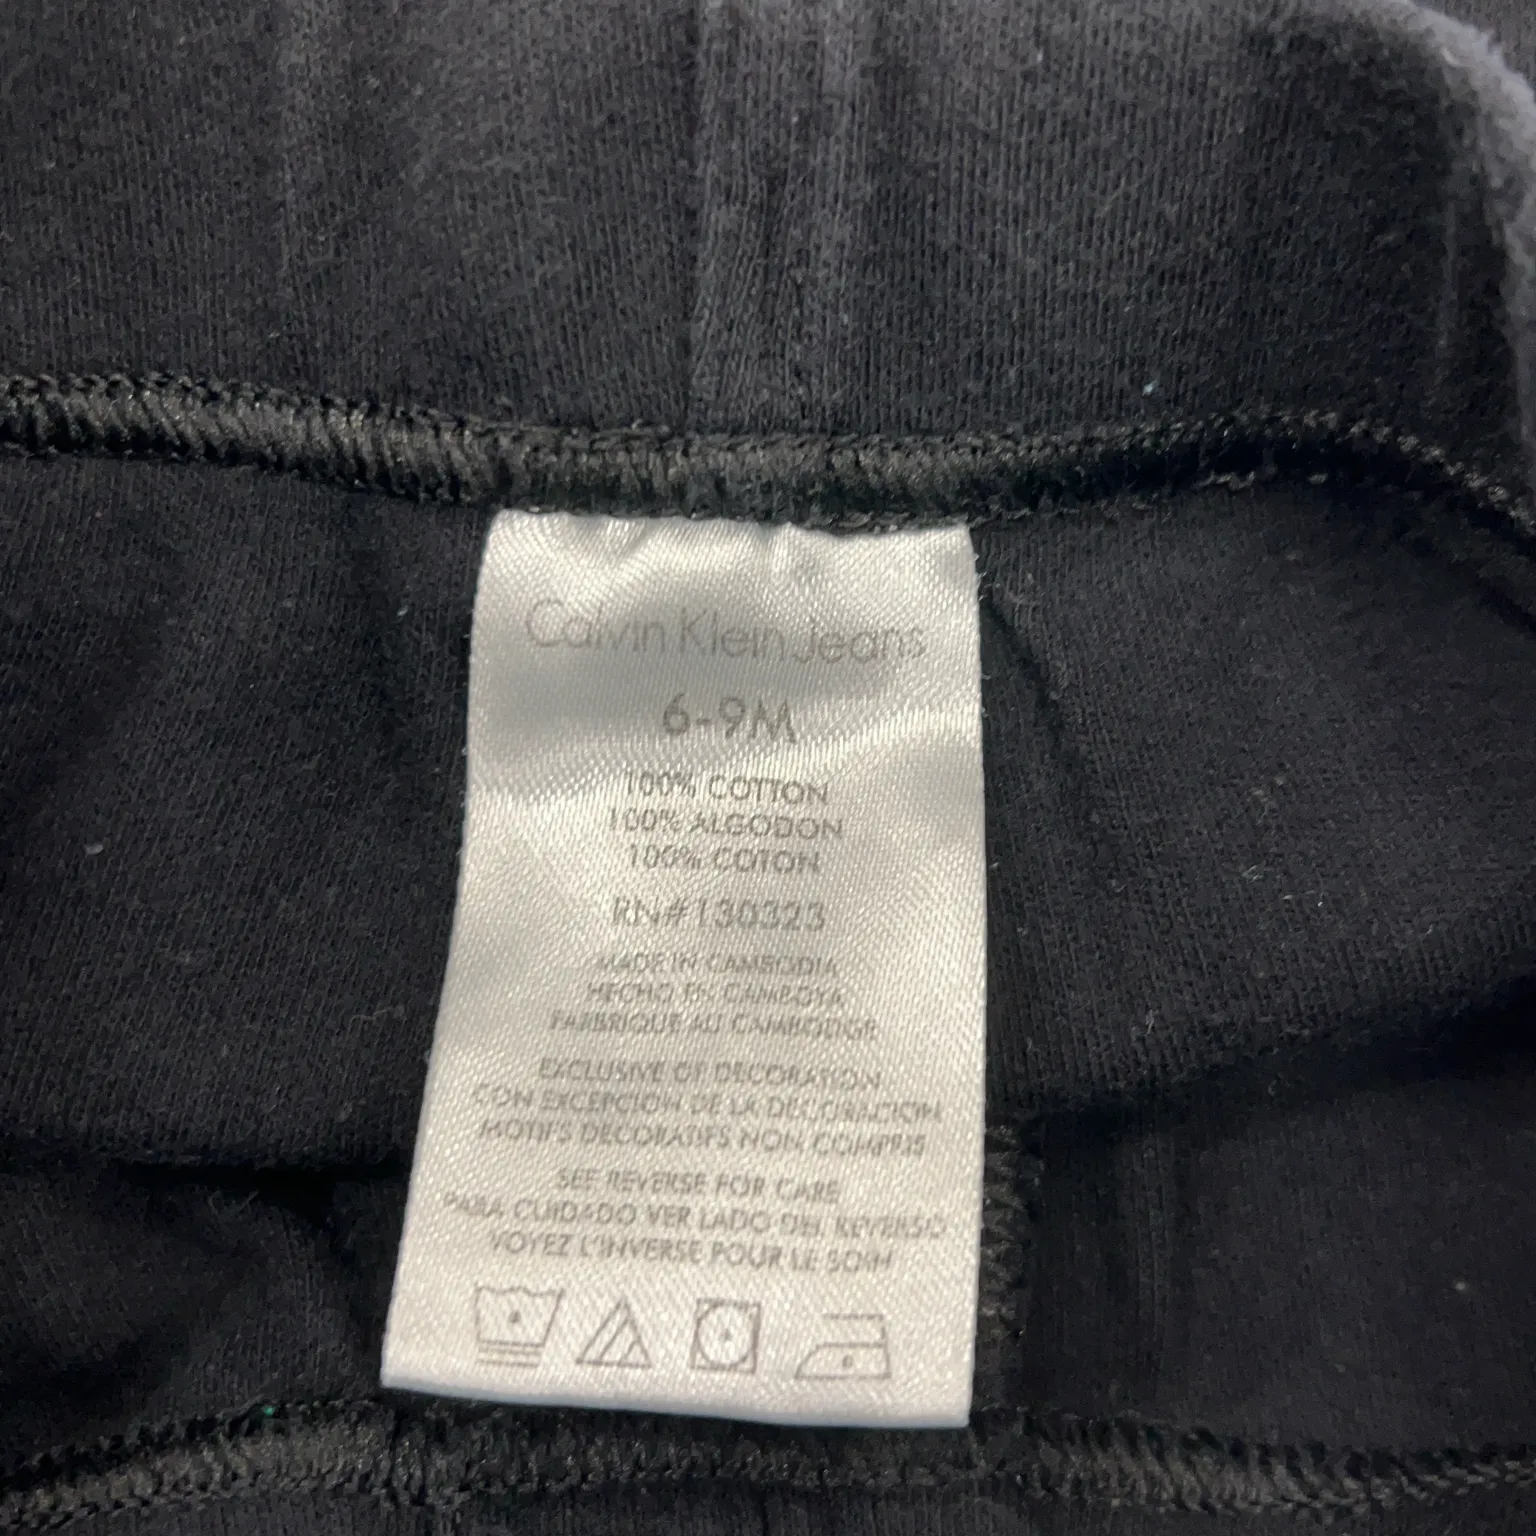 Calvin Klein Jeans
6-9M
100% COTTON
100% ALGODON
100% COTON
RN#130323
MADE IN CAMBODIA
HECHO EN CAMBOYA
FABRIQUE AU CAMBODGE
EXCLUSIVE OF DECORATION
CON EXCEPCION DE LA DECORACION
MOTIFS DECORATIFS NON COMPRIS
SEE REVERSE FOR CARE
PARA CUIDADO VER LADO DEL REVERSO
VOYEZ L'INVERSE POUR LE SOIN